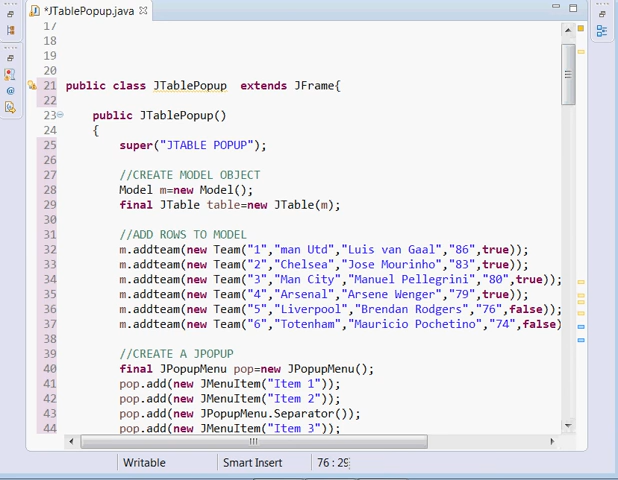 *JTablePopup.java
17
18
19
20
21 public class JTablePopup  extends JFrame{
22
23 public JTablePopup()
24 {
25 super("JTABLE POPUP");
26
27 //CREATE MODEL OBJECT
28 Model m=new Model();
29 final JTable table=new JTable(m);
30
31 //ADD ROWS TO MODEL
32 m.addteam(new Team("1","man Utd","Luis van Gaal","86",true));
33 m.addteam(new Team("2","Chelsea","Jose Mourinho","83",true));
34 m.addteam(new Team("3","Man City","Manuel Pellegrini","80",true));
35 m.addteam(new Team("4","Arsenal","Arsene Wenger","79",true));
36 m.addteam(new Team("5","Liverpool","Brendan Rodgers","76",false));
37 m.addteam(new Team("6","Totenham","Mauricio Pochetino","74",false)
38
39 //CREATE A JPOPUP
40 final JPopupMenu pop=new JPopupMenu();
41 pop.add(new JMenuItem("Item 1"));
42 pop.add(new JMenuItem("Item 2"));
43 pop.add(new JPopupMenu.Separator());
44 pop.add(new JMenuItem("Item 3"));
Writable Smart Insert 76 : 29